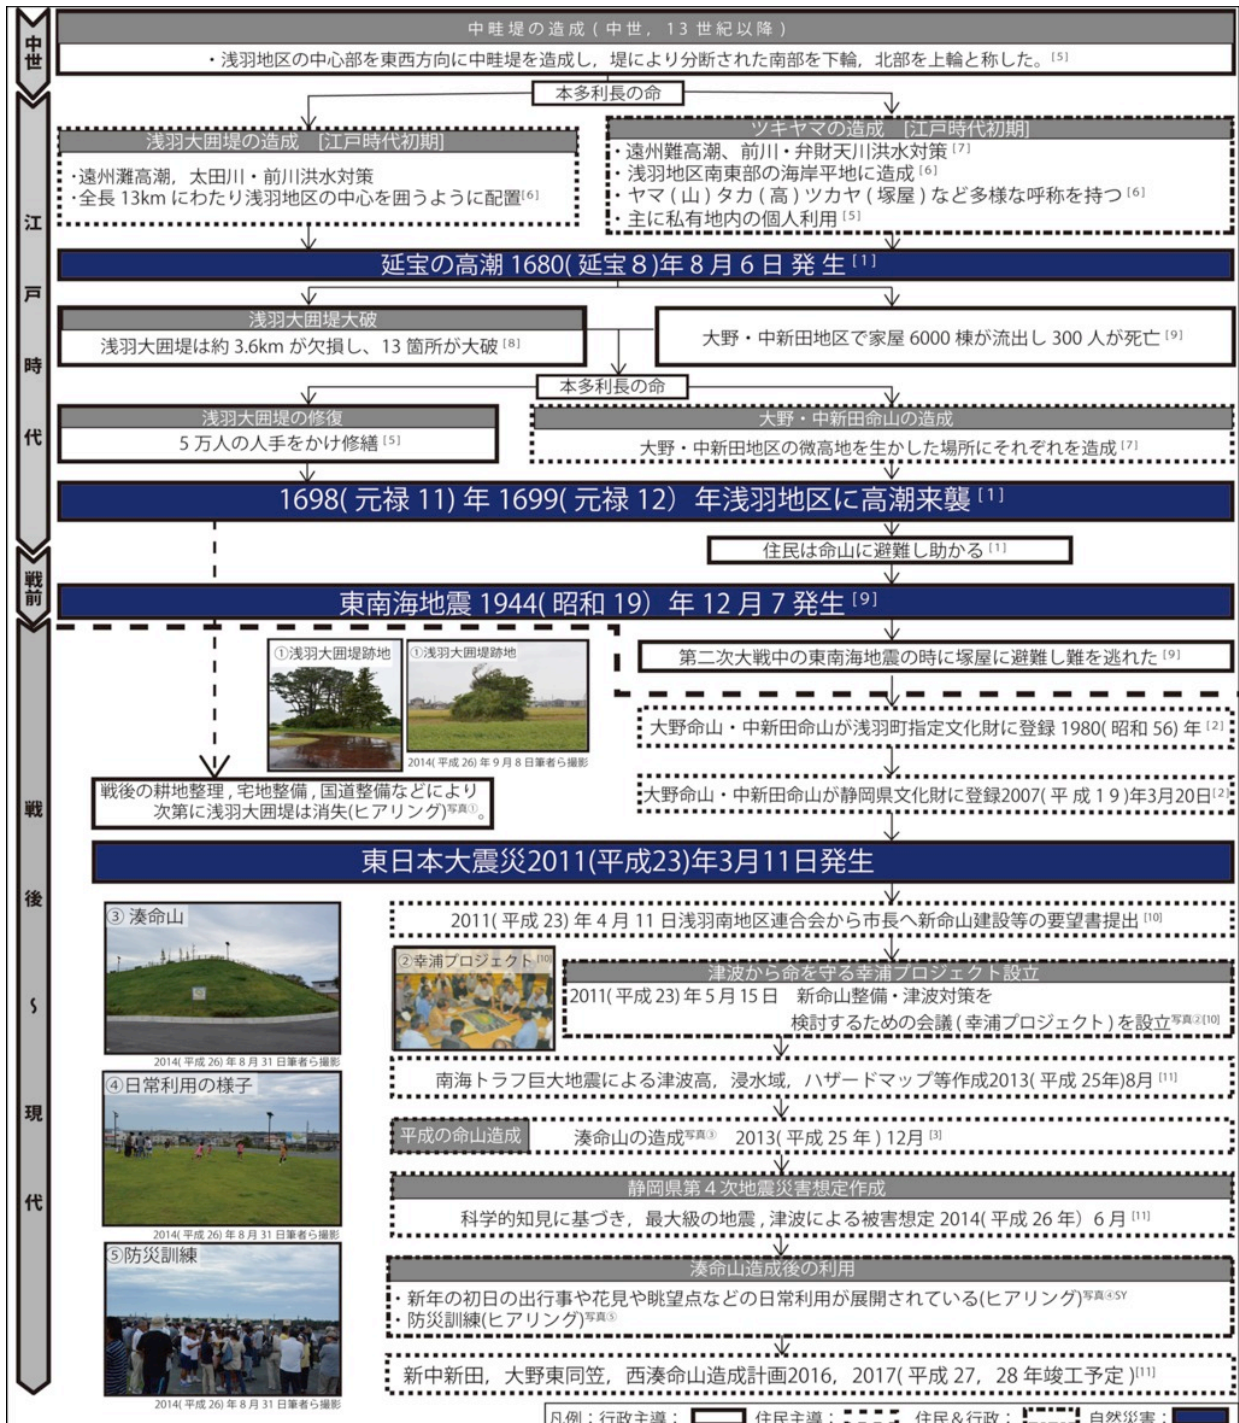 中世
中畦堤の造成(中世，13世紀以降)
・浅羽地区の中心部を東西方向に中畦堤を造成し，堤により分断された南部を下輪，北部を上輪と称した。[5]
江戸時代
本多利長の命
浅羽大囲堤の造成 [江戸時代初期]
・遠州灘高潮，太田川・前川洪水対策
・全長13kmにわたり浅羽地区の中心を囲うように配置[6]
ツキヤマの造成 [江戸時代初期]
・遠州難高潮、前川・弁財天川洪水対策[7]
・浅羽地区南東部の海岸平地に造成[6]
・ヤマ(山)タカ(高)ツカヤ(塚屋)など多様な呼称を持つ[6]
・主に私有地内の個人利用[5]
延宝の高潮 1680(延宝8)年8月6日発生[1]
浅羽大囲堤大破
浅羽大囲堤は約3.6kmが欠損し、13箇所が大破[8]
大野・中新田地区で家屋6000棟が流出し300人が死亡[9]
本多利長の命
浅羽大囲堤の修復
5万人の人手をかけ修繕[5]
大野・中新田命山の造成
大野・中新田地区の微高地を生かした場所にそれぞれを造成[7]
1698(元禄11)年1699(元禄12）年浅羽地区に高潮来襲[1]
住民は命山に避難し助かる[1]
戦前
東南海地震 1944(昭和19）年12月7発生[9]
戦後～現代
第二次大戦中の東南海地震の時に塚屋に避難し難を逃れた[9]
①浅羽大囲堤跡地
①浅羽大囲堤跡地
2014(平成26)年9月8日筆者ら撮影
大野命山・中新田命山が浅羽町指定文化財に登録 1980(昭和56)年[2]
戦後の耕地整理,宅地整備,国道整備などにより
次第に浅羽大囲堤は消失(ヒアリング)写真①。
大野命山・中新田命山が静岡県文化財に登録2007(平成19)年3月20日[2]
東日本大震災2011(平成23)年3月11日発生
③湊命山
2014(平成26)年8月31日筆者ら撮影
2011(平成23)年4月11日浅羽南地区連合会から市長へ新命山建設等の要望書提出[10]
②幸浦プロジェクト[10]
津波から命を守る幸浦プロジェクト設立
2011(平成23)年5月15日 新命山整備・津波対策を
検討するための会議(幸浦プロジェクト)を設立写真②[10]
南海トラフ巨大地震による津波高，浸水域，ハザードマップ等作成2013(平成25年)8月[11]
④日常利用の様子
2014(平成26)年8月31日筆者ら撮影
平成の命山造成
湊命山の造成写真③ 2013(平成25年)12月[3]
静岡県第4次地震災害想定作成
科学的知見に基づき，最大級の地震,津波による被害想定 2014(平成26年）6月[11]
⑤防災訓練
2014(平成26)年8月31日筆者ら撮影
湊命山造成後の利用
・新年の初日の出行事や花見や眺望点などの日常利用が展開されている(ヒアリング)写真④SY
・防災訓練(ヒアリング)写真⑤
新中新田，大野東同笠，西湊命山造成計画2016，2017(平成27，28年竣工予定)[11]
凡例：行政主導： 住民主導： 住民&行政： 自然災害：